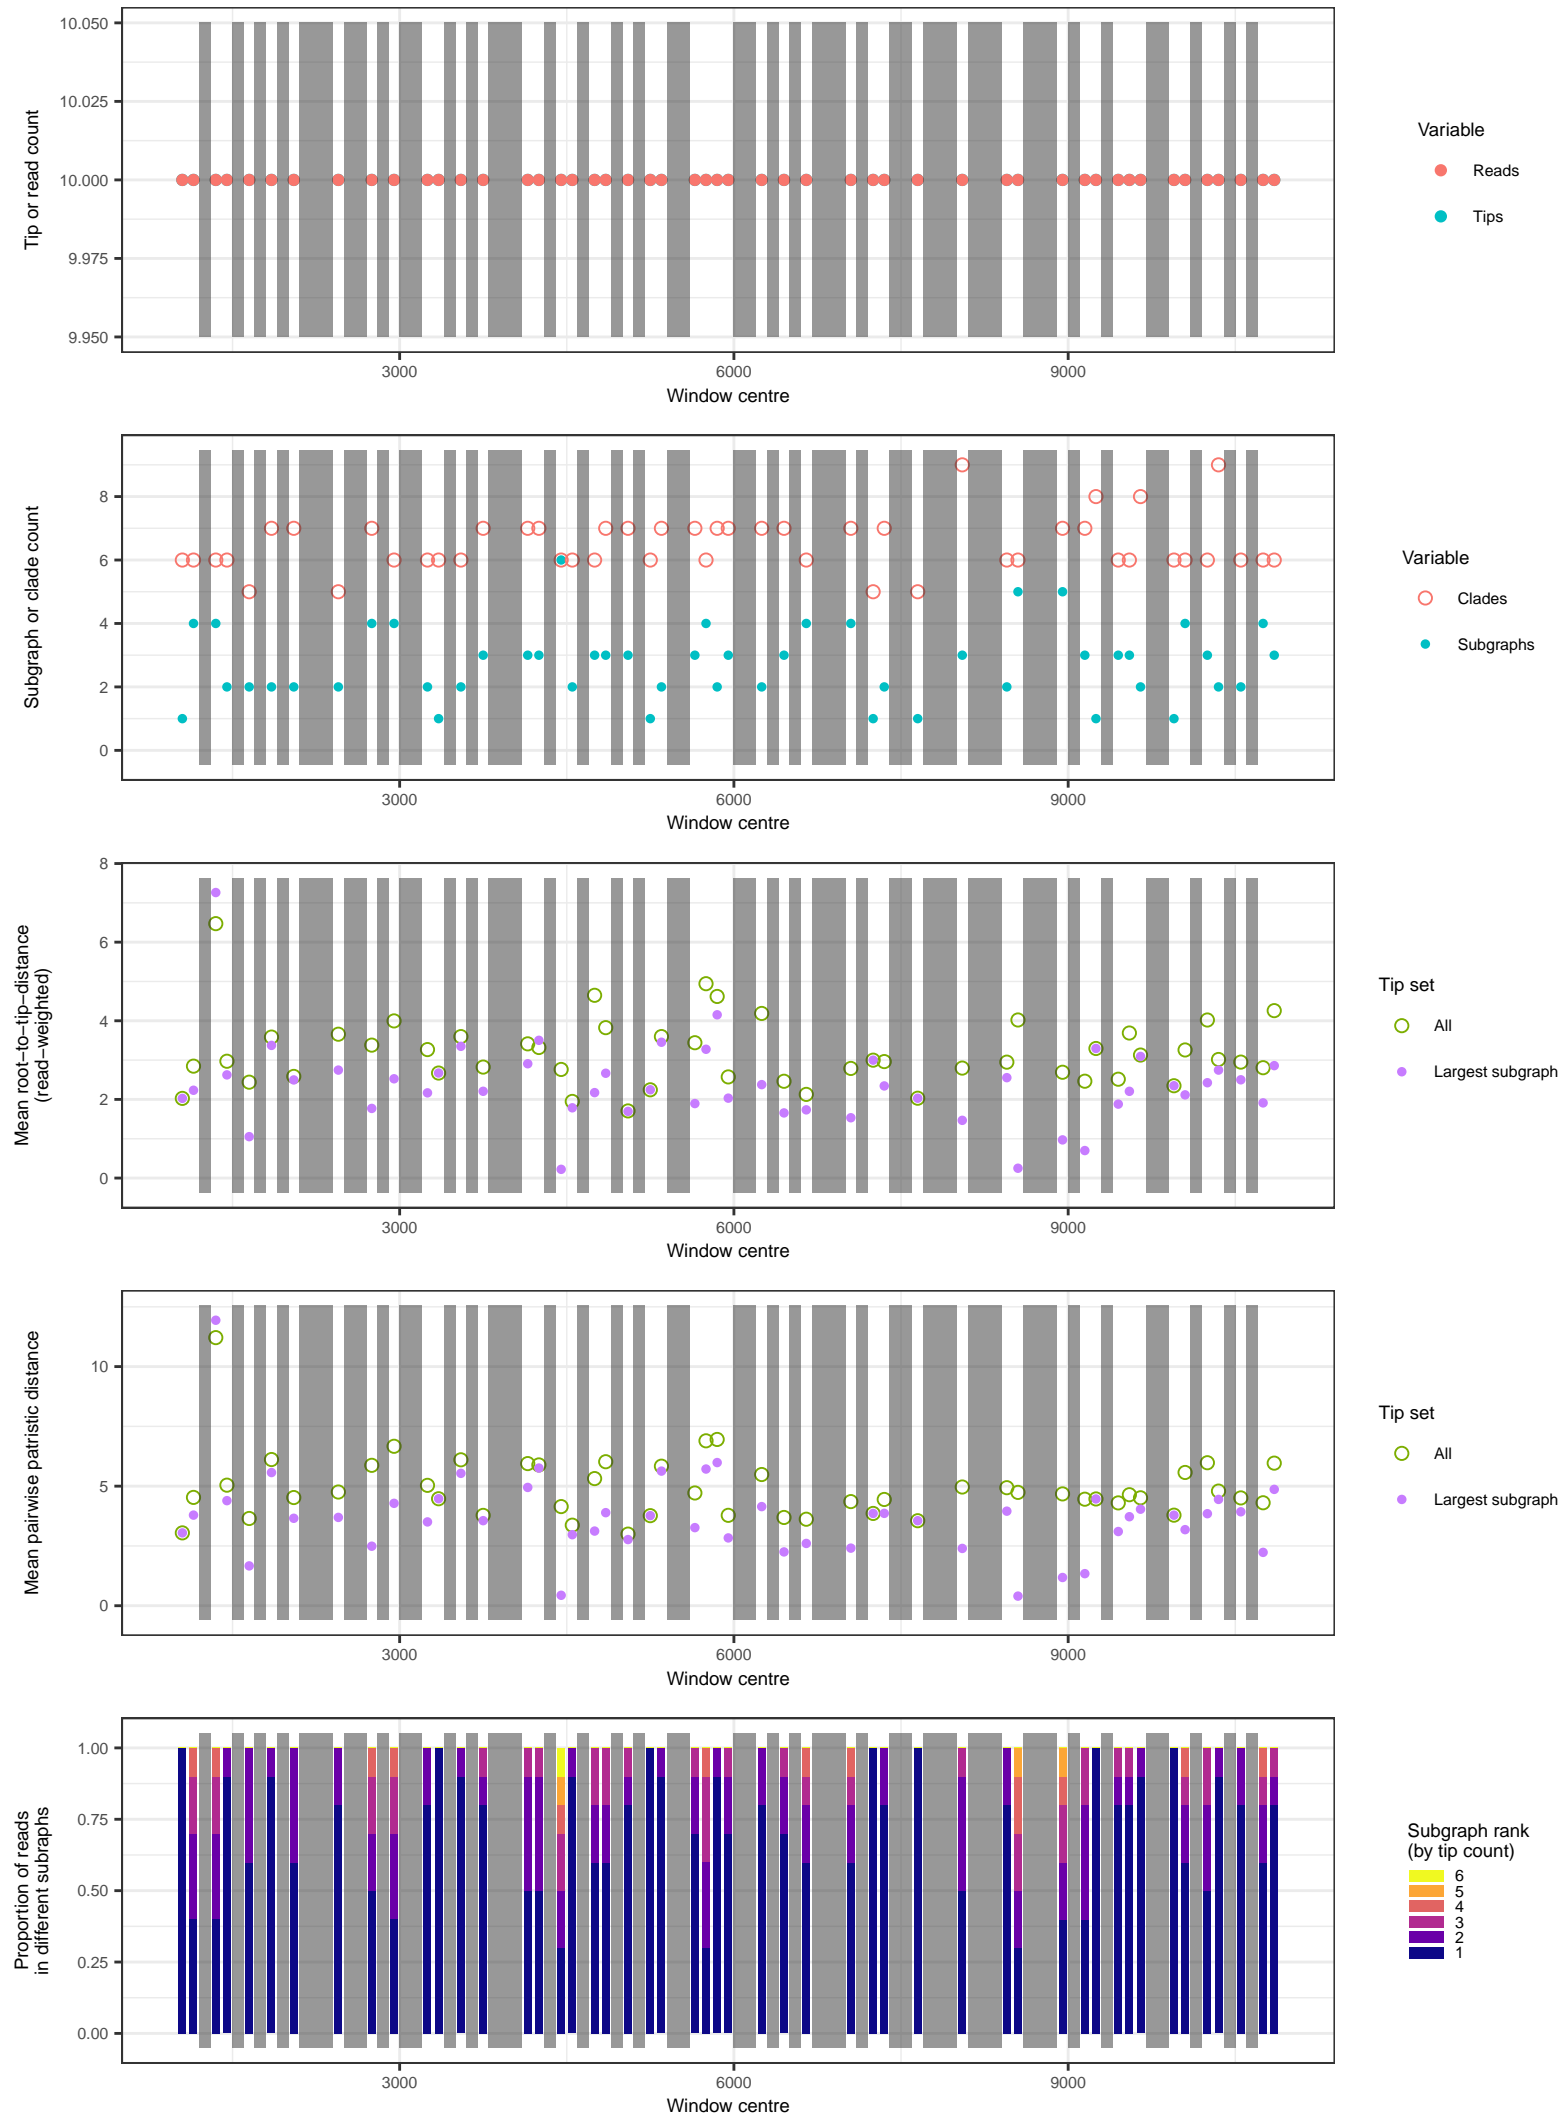 10.050
10.025
10.000
9.975
9.950
Tip or read count
3000
6000
9000
Window centre
Variable
Reads
Tips
8
6
4
2
0
Subgraph or clade count
3000
6000
9000
Window centre
Variable
Clades
Subgraphs
8
6
4
2
0
Mean root−to−tip−distance
(read−weighted)
3000
6000
9000
Window centre
Tip set
All
Largest subgraph
10
5
0
Mean pairwise patristic distance
3000
6000
9000
Window centre
Tip set
All
Largest subgraph
1.00
0.75
0.50
0.25
0.00
Proportion of reads
in different subraphs
3000
6000
9000
Window centre
Subgraph rank
(by tip count)
6
5
4
3
2
1